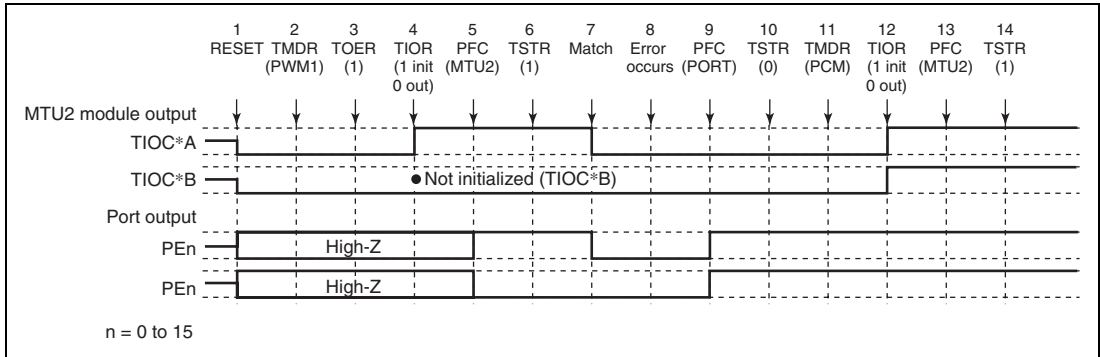 1 2 3 4 5 6 7 8 9 10 11 12 13 14
RESET TMDR TOER TIOR PFC TSTR Match Error PFC TSTR TMDR TIOR PFC TSTR
(PWM1) (1) (1 init (MTU2) (1) occurs (PORT) (0) (PCM) (1 init (MTU2) (1)
0 out) 0 out)
MTU2 module output
TIOC*A
TIOC*B ●Not initialized (TIOC*B)
Port output
PEn High-Z
PEn High-Z
n = 0 to 15